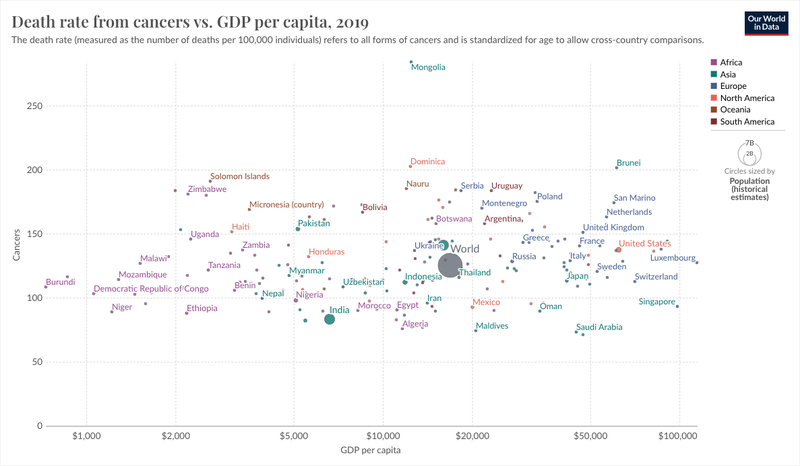 Death rate from cancers vs. GDP per capita, 2019
Our World
in Data
The death rate (measured as the number of deaths per 100,000 individuals) refers to all forms of cancers and is standardized for age to allow cross-country comparisons.
Africa
Asia
Europe
North America
Oceania
South America
7B
2B
Circles sized by
Population
(historical
estimates)
Mongolia
250
Brunei
Dominica
200
Solomon Islands
Nauru
Serbia
Uruguay
Zimbabwe
Poland
San Marino
Micronesia (country)
Bolivia
Montenegro
Netherlands
Haiti
Pakistan
Botswana
Argentina
United Kingdom
150
Uganda
Zambia
Ukraine
World
Greece
France
United States
Honduras
Malawi
Russia
Italy
Luxembourg
Tanzania
Myanmar
Thailand
Sweden
Mozambique
Indonesia
Japan
Switzerland
Burundi
Benin
Uzbekistan
Democratic Republic of Congo
Nepal
Nigeria
100
Iran
Mexico
Singapore
Niger
Ethiopia
India
Morocco
Egypt
Oman
Algeria
Maldives
Saudi Arabia
50
0
Cancers
$1,000
$2,000
$5,000
$10,000
$20,000
$50,000
$100,000
GDP per capita